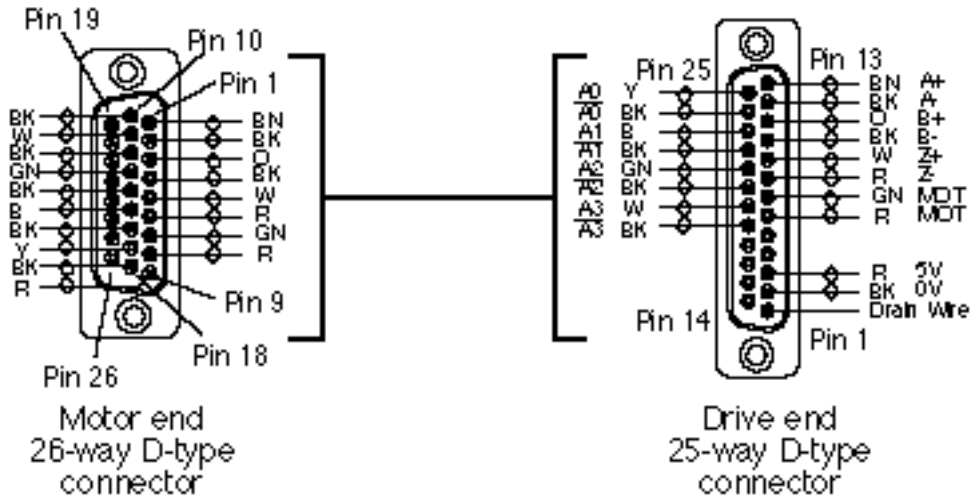 Pin 19
Pin 10
Pin 1
BK
W
BK
GN
BK
B
BK
Y
BK
R
BN
BK
O
BK
W
R
GN
R
Pin 9
Pin 18
Pin 26
Motor end
26-way D-type
connector
Pin 25
Pin 13
A0 Y
A0 BK
A1 B
A1 BK
A2 GN
A2 BK
A3 W
A3 BK
BN A+
BK A-
O B+
BK B-
W Z+
R Z-
GN MOT
R MOT
R 5V
BK 0V
Drain Wire
Pin 14
Pin 1
Drive end
25-way D-type
connector